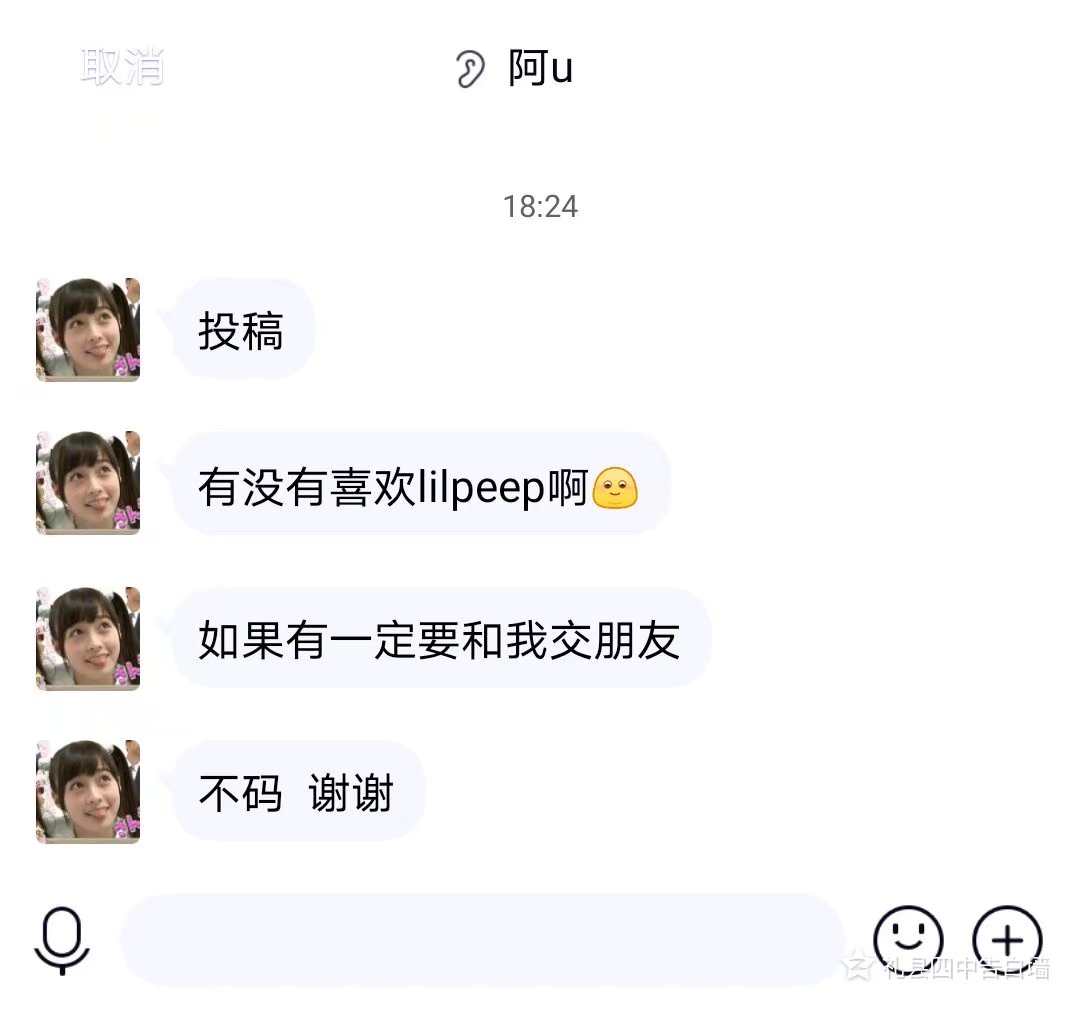 取消
阿u
18:24
投稿
有没有喜欢lilpeep啊
如果有一定要和我交朋友
不码 谢谢
礼县四中告白墙